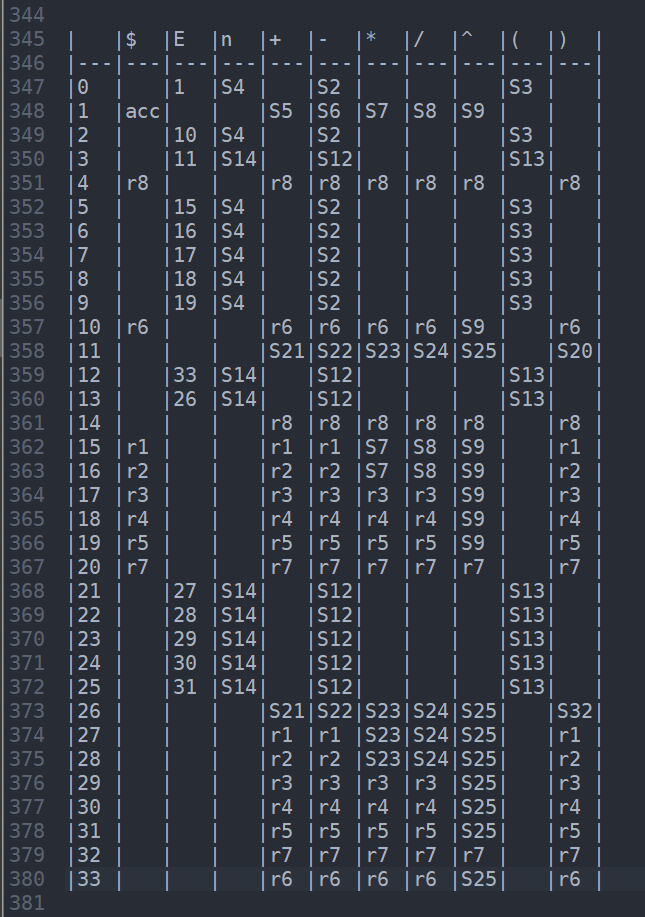 344
345 |   |$  |E  |n  |+  |-  |*  |/  |^  |(  |)  |
346 |---|---|---|---|---|---|---|---|---|---|---|
347 |0  |   |1  |S4 |   |S2 |   |   |   |S3 |   |
348 |1  |acc|   |   |S5 |S6 |S7 |S8 |S9 |   |   |
349 |2  |   |10 |S4 |   |S2 |   |   |   |S3 |   |
350 |3  |   |11 |S14|   |S12|   |   |   |S13|   |
351 |4  |r8 |   |   |r8 |r8 |r8 |r8 |r8 |   |r8 |
352 |5  |   |15 |S4 |   |S2 |   |   |   |S3 |   |
353 |6  |   |16 |S4 |   |S2 |   |   |   |S3 |   |
354 |7  |   |17 |S4 |   |S2 |   |   |   |S3 |   |
355 |8  |   |18 |S4 |   |S2 |   |   |   |S3 |   |
356 |9  |   |19 |S4 |   |S2 |   |   |   |S3 |   |
357 |10 |r6 |   |   |r6 |r6 |r6 |r6 |S9 |   |r6 |
358 |11 |   |   |   |S21|S22|S23|S24|S25|   |S20|
359 |12 |   |33 |S14|   |S12|   |   |   |S13|   |
360 |13 |   |26 |S14|   |S12|   |   |   |S13|   |
361 |14 |   |   |   |r8 |r8 |r8 |r8 |r8 |   |r8 |
362 |15 |r1 |   |   |r1 |r1 |S7 |S8 |S9 |   |r1 |
363 |16 |r2 |   |   |r2 |r2 |S7 |S8 |S9 |   |r2 |
364 |17 |r3 |   |   |r3 |r3 |r3 |r3 |S9 |   |r3 |
365 |18 |r4 |   |   |r4 |r4 |r4 |r4 |S9 |   |r4 |
366 |19 |r5 |   |   |r5 |r5 |r5 |r5 |S9 |   |r5 |
367 |20 |r7 |   |   |r7 |r7 |r7 |r7 |r7 |   |r7 |
368 |21 |   |27 |S14|   |S12|   |   |   |S13|   |
369 |22 |   |28 |S14|   |S12|   |   |   |S13|   |
370 |23 |   |29 |S14|   |S12|   |   |   |S13|   |
371 |24 |   |30 |S14|   |S12|   |   |   |S13|   |
372 |25 |   |31 |S14|   |S12|   |   |   |S13|   |
373 |26 |   |   |   |S21|S22|S23|S24|S25|   |S32|
374 |27 |   |   |   |r1 |r1 |S23|S24|S25|   |r1 |
375 |28 |   |   |   |r2 |r2 |S23|S24|S25|   |r2 |
376 |29 |   |   |   |r3 |r3 |r3 |r3 |S25|   |r3 |
377 |30 |   |   |   |r4 |r4 |r4 |r4 |S25|   |r4 |
378 |31 |   |   |   |r5 |r5 |r5 |r5 |S25|   |r5 |
379 |32 |   |   |   |r7 |r7 |r7 |r7 |r7 |   |r7 |
380 |33 |   |   |   |r6 |r6 |r6 |r6 |S25|   |r6 |
381